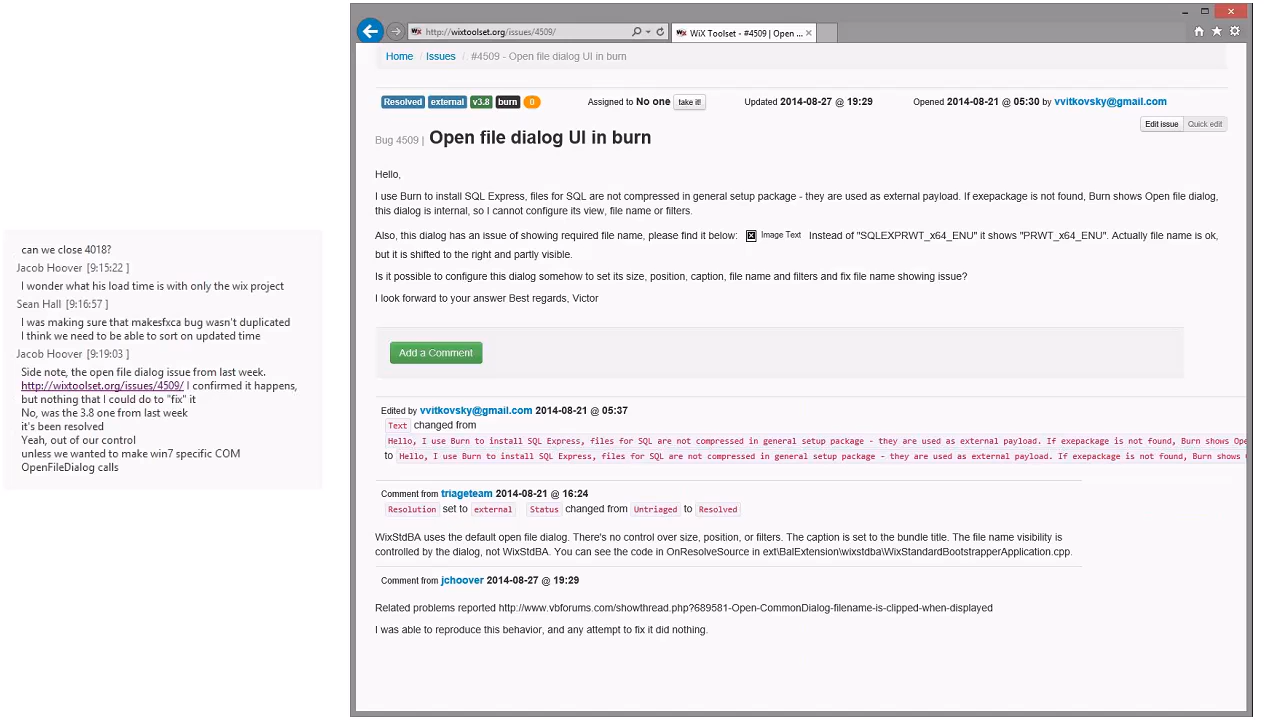 can we close 4018?
Jacob Hoover [9:15:22 ]
I wonder what his load time is with only the wix project
Sean Hall [9:16:57 ]
I was making sure that makesfxca bug wasn't duplicated
I think we need to be able to sort on updated time
Jacob Hoover [9:19:03 ]
Side note, the open file dialog issue from last week.
http://wixtoolset.org/issues/4509/ I confirmed it happens,
but nothing that I could do to "fix" it
No, was the 3.8 one from last week
it's been resolved
Yeah, out of our control
unless we wanted to make win7 specific COM
OpenFileDialog calls
http://wixtoolset.org/issues/4509/
WiX Toolset - #4509 | Open ...
Home / Issues / #4509 - Open file dialog UI in burn
Resolved external v3.8 burn 0 Assigned to No one take it! Updated 2014-08-27 @ 19:29 Opened 2014-08-21 @ 05:30 by vvitkovsky@gmail.com
Edit issue Quick edit
Bug 4509 | Open file dialog UI in burn
Hello,
I use Burn to install SQL Express, files for SQL are not compressed in general setup package - they are used as external payload. If exepackage is not found, Burn shows Open file dialog,
this dialog is internal, so I cannot configure its view, file name or filters.
Also, this dialog has an issue of showing required file name, please find it below: Image Text Instead of "SQLEXPRWT_x64_ENU" it shows "PRWT_x64_ENU". Actually file name is ok,
but it is shifted to the right and partly visible.
Is it possible to configure this dialog somehow to set its size, position, caption, file name and filters and fix file name showing issue?
I look forward to your answer Best regards, Victor
Add a Comment
Edited by vvitkovsky@gmail.com 2014-08-21 @ 05:37
Text changed from
Hello, I use Burn to install SQL Express, files for SQL are not compressed in general setup package - they are used as external payload. If exepackage is not found, Burn shows Ope
to Hello, I use Burn to install SQL Express, files for SQL are not compressed in general setup package - they are used as external payload. If exepackage is not found, Burn shows
Comment from triageteam 2014-08-21 @ 16:24
Resolution set to external Status changed from Untriaged to Resolved
WixStdBA uses the default open file dialog. There's no control over size, position, or filters. The caption is set to the bundle title. The file name visibility is
controlled by the dialog, not WixStdBA. You can see the code in OnResolveSource in ext\BalExtension\wixstdba\WixStandardBootstrapperApplication.cpp.
Comment from jchoover 2014-08-27 @ 19:29
Related problems reported http://www.vbforums.com/showthread.php?689581-Open-CommonDialog-filename-is-clipped-when-displayed
I was able to reproduce this behavior, and any attempt to fix it did nothing.